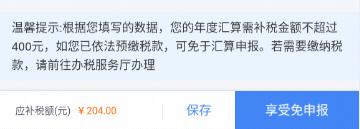 温馨提示:根据您填写的数据，您的年度汇算需补税金额不超过
400元，如您已依法预缴税款，可免于汇算申报。若需要缴纳税
款，请前往办税服务厅办理
应补税额(元) ￥204.00 保存 享受免申报